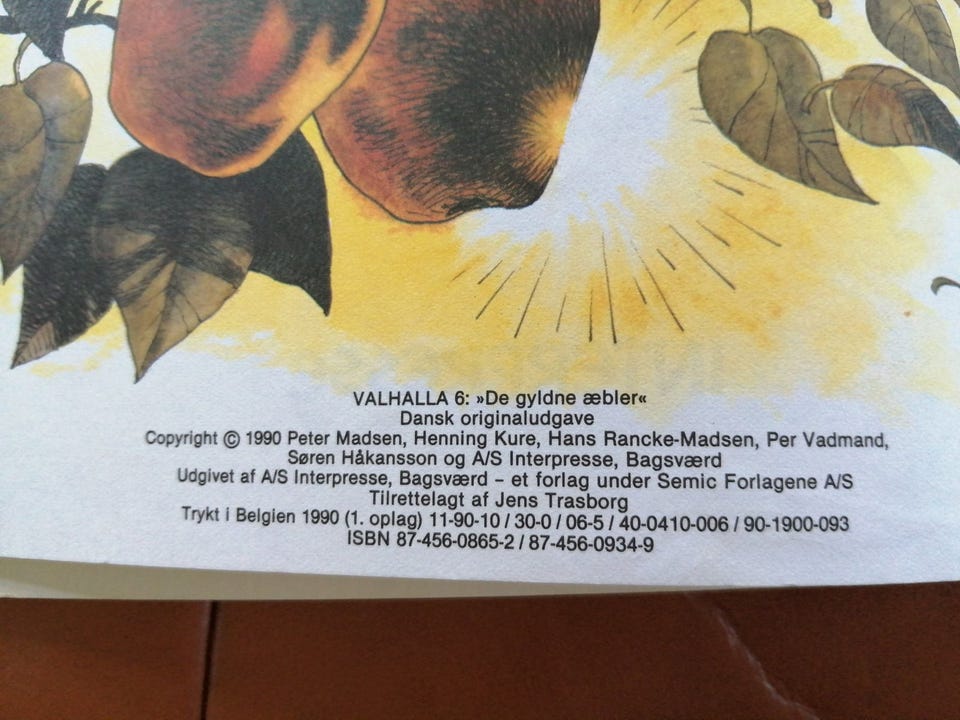 VALHALLA 6: »De gyldne æbler«
Dansk originaludgave
Copyright © 1990 Peter Madsen, Henning Kure, Hans Rancke-Madsen, Per Vadmand,
Søren Håkansson og A/S Interpresse, Bagsværd
Udgivet af A/S Interpresse, Bagsværd – et forlag under Semic Forlagene A/S
Tilrettelagt af Jens Trasborg
Trykt i Belgien 1990 (1. oplag) 11-90-10 / 30-0 / 06-5 / 40-0410-006 / 90-1900-093
ISBN 87-456-0865-2 / 87-456-0934-9